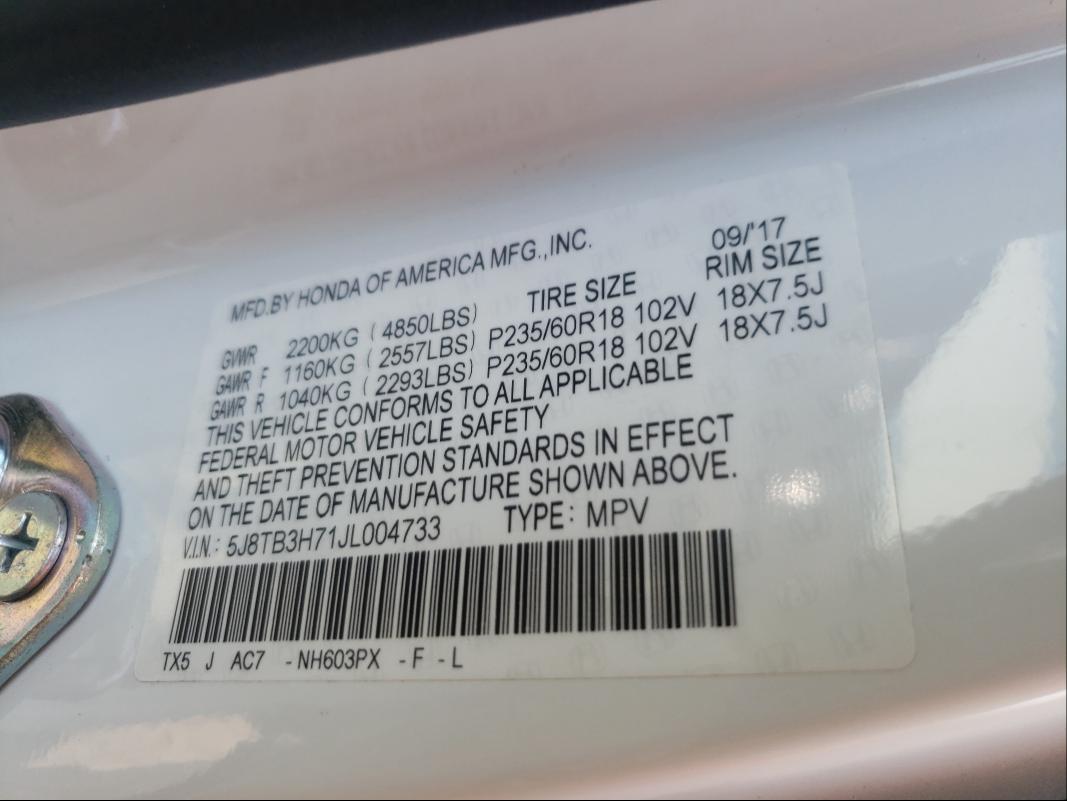 MFD.BY HONDA OF AMERICA MFG.,INC. 09/'17
TIRE SIZE RIM SIZE
GVWR 2200KG (4850LBS)
GAWR F 1160KG (2557LBS) P235/60R18 102V 18X7.5J
GAWR R 1040KG (2293LBS) P235/60R18 102V 18X7.5J
THIS VEHICLE CONFORMS TO ALL APPLICABLE
FEDERAL MOTOR VEHICLE SAFETY
AND THEFT PREVENTION STANDARDS IN EFFECT
ON THE DATE OF MANUFACTURE SHOWN ABOVE.
V.I.N.: 5J8TB3H71JL004733 TYPE: MPV
TX5 J AC7 -NH603PX -F -L